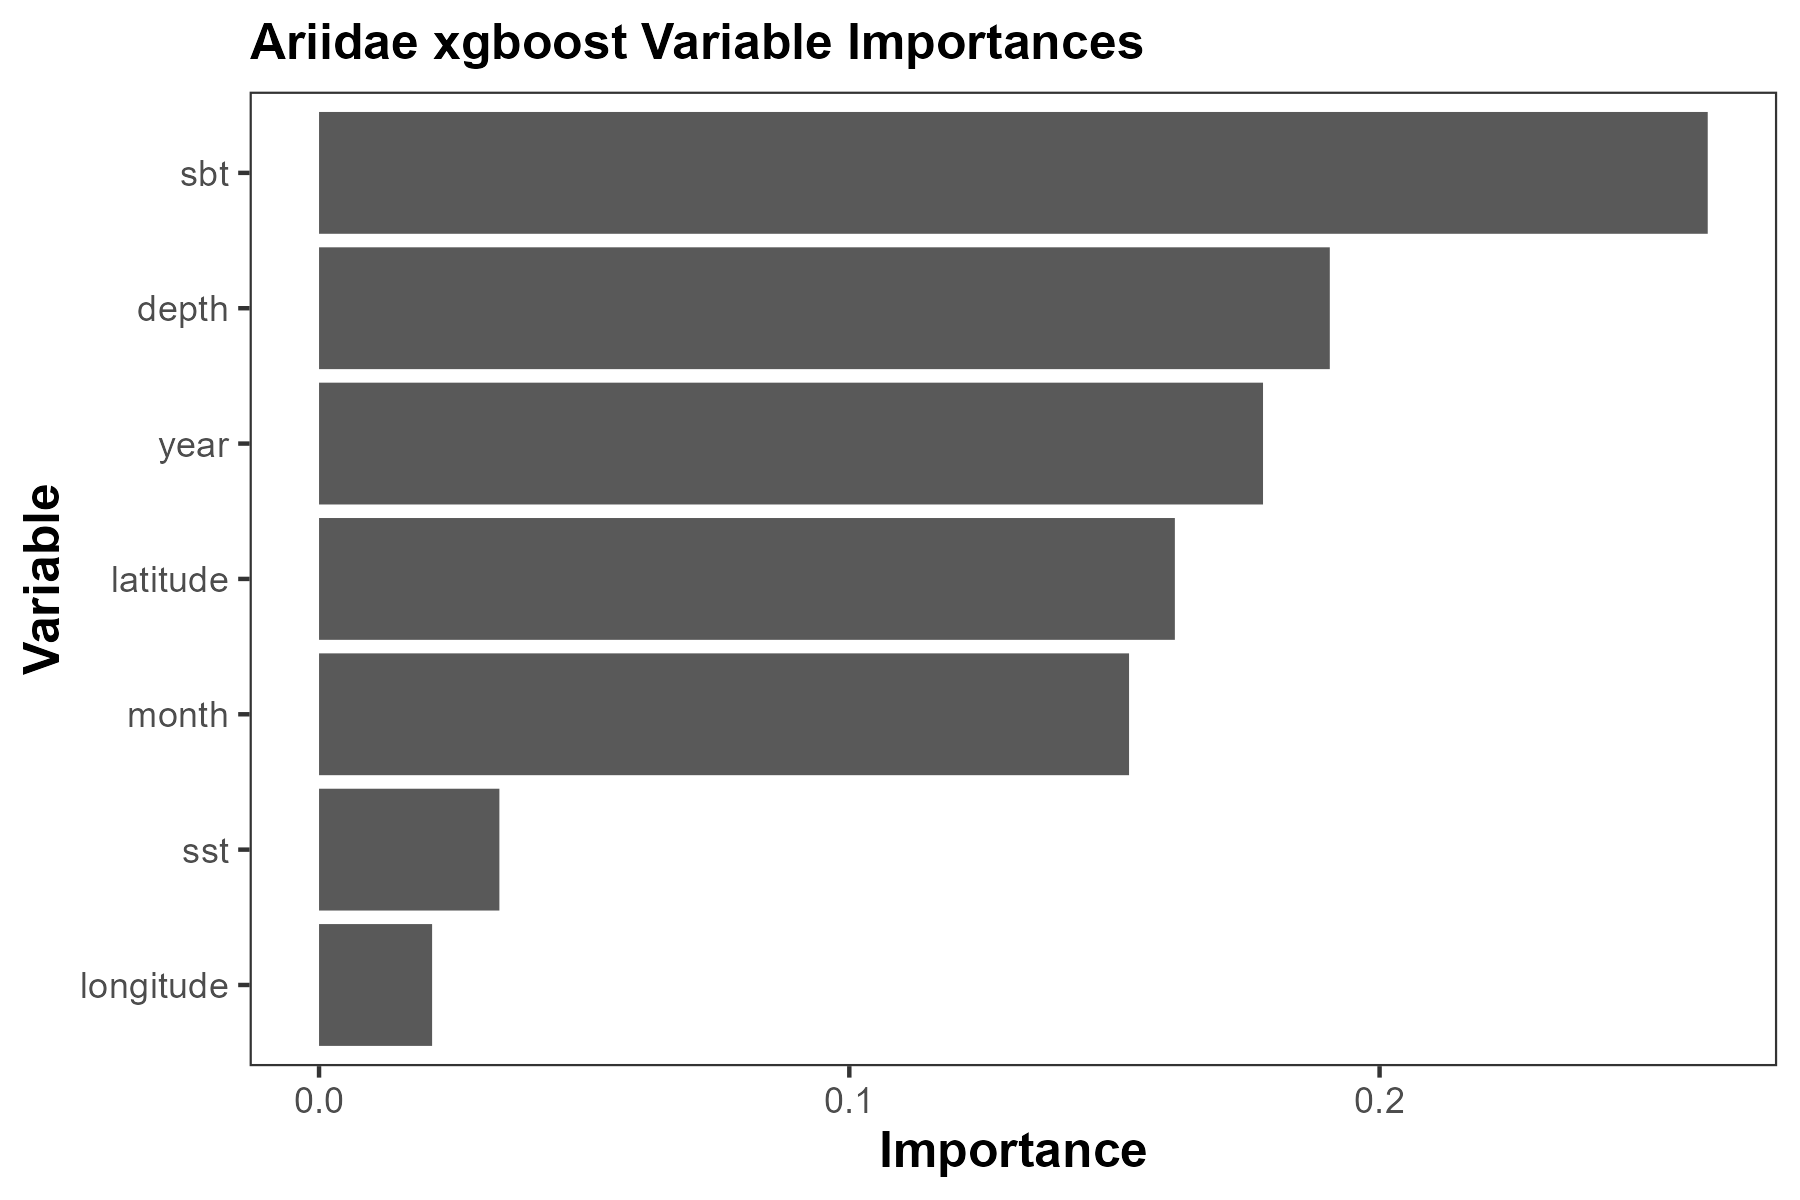 Ariidae xgboost Variable Importances
Variable
sbt
depth
year
latitude
month
sst
longitude
0.0 0.1 0.2
Importance